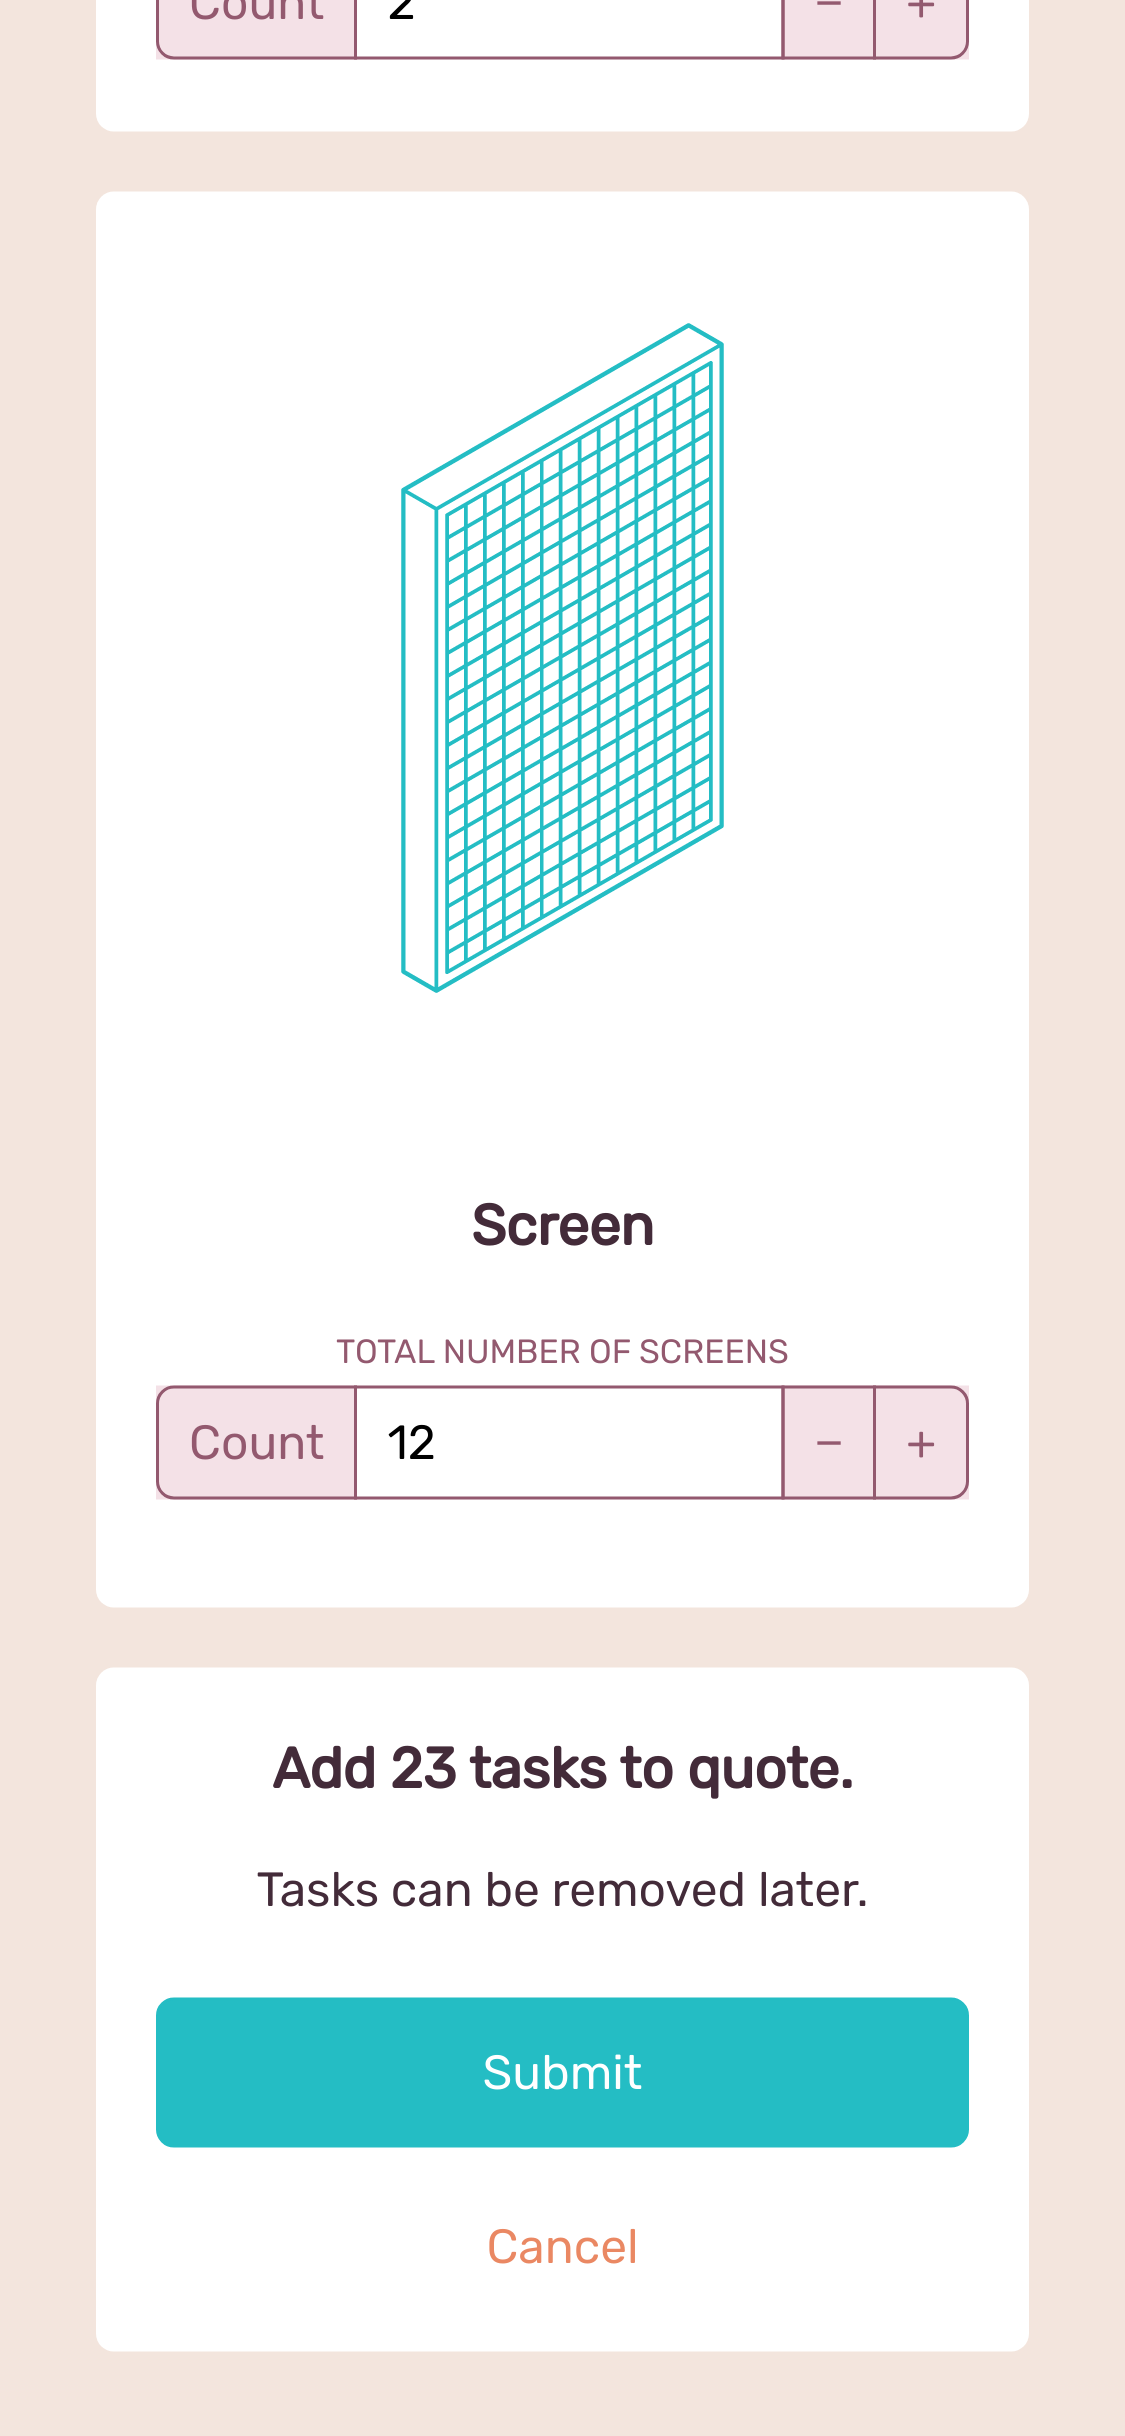 Count 2 − +
Screen
TOTAL NUMBER OF SCREENS
Count 12 − +
Add 23 tasks to quote.
Tasks can be removed later.
Submit
Cancel